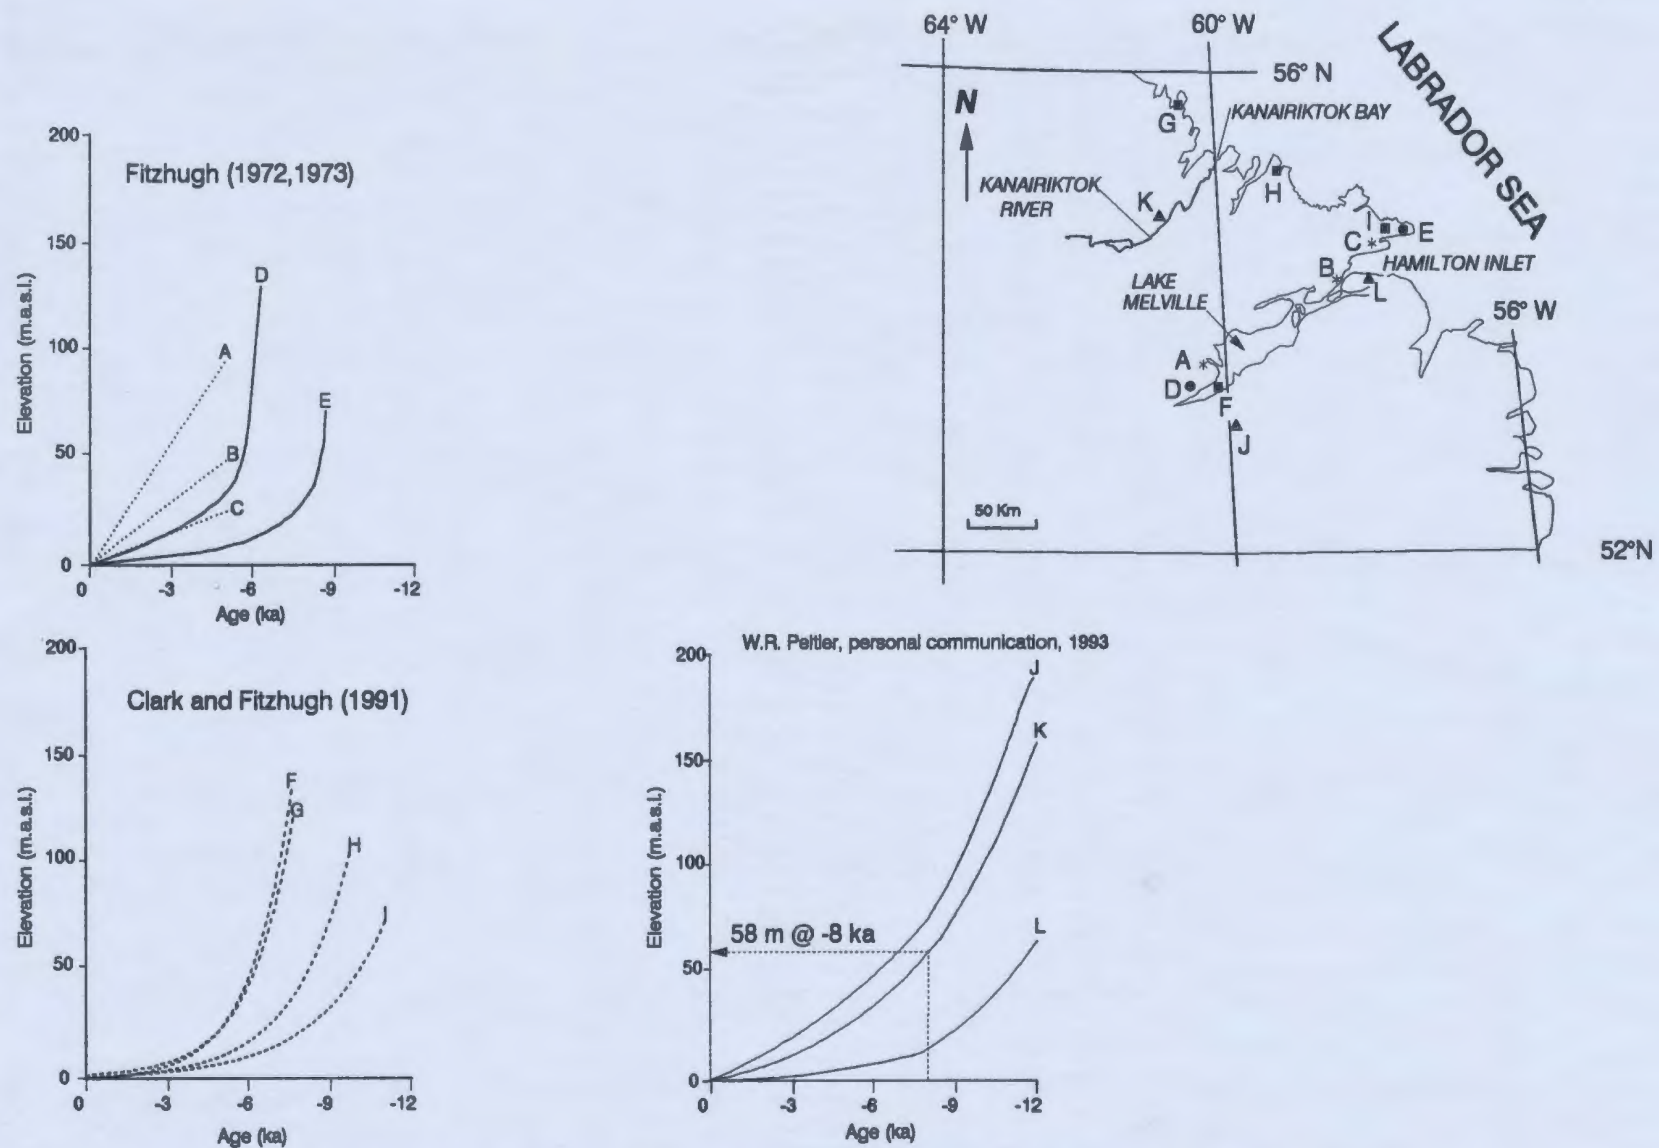 200
Fitzhugh (1972,1973)
150
100
50
0
Elevation (m.a.s.l.)
A
B
C
D
E
0 -3 -6 -9 -12
Age (ka)
64° W
60° W
56° N
LABRADOR SEA
N
G
KANAIRIKTOK BAY
KANAIRIKTOK
RIVER
K
H
I
E
C
B
HAMILTON INLET
L
LAKE
MELVILLE
56° W
A
D
F
J
50 Km
52°N
200
Clark and Fitzhugh (1991)
150
100
50
0
Elevation (m.a.s.l.)
F
G
H
I
0 -3 -6 -9 -12
Age (ka)
W.R. Peltier, personal communication, 1993
200
150
100
50
0
Elevation (m.a.s.l.)
J
K
L
58 m @ -8 ka
0 -3 -6 -9 -12
Age (ka)